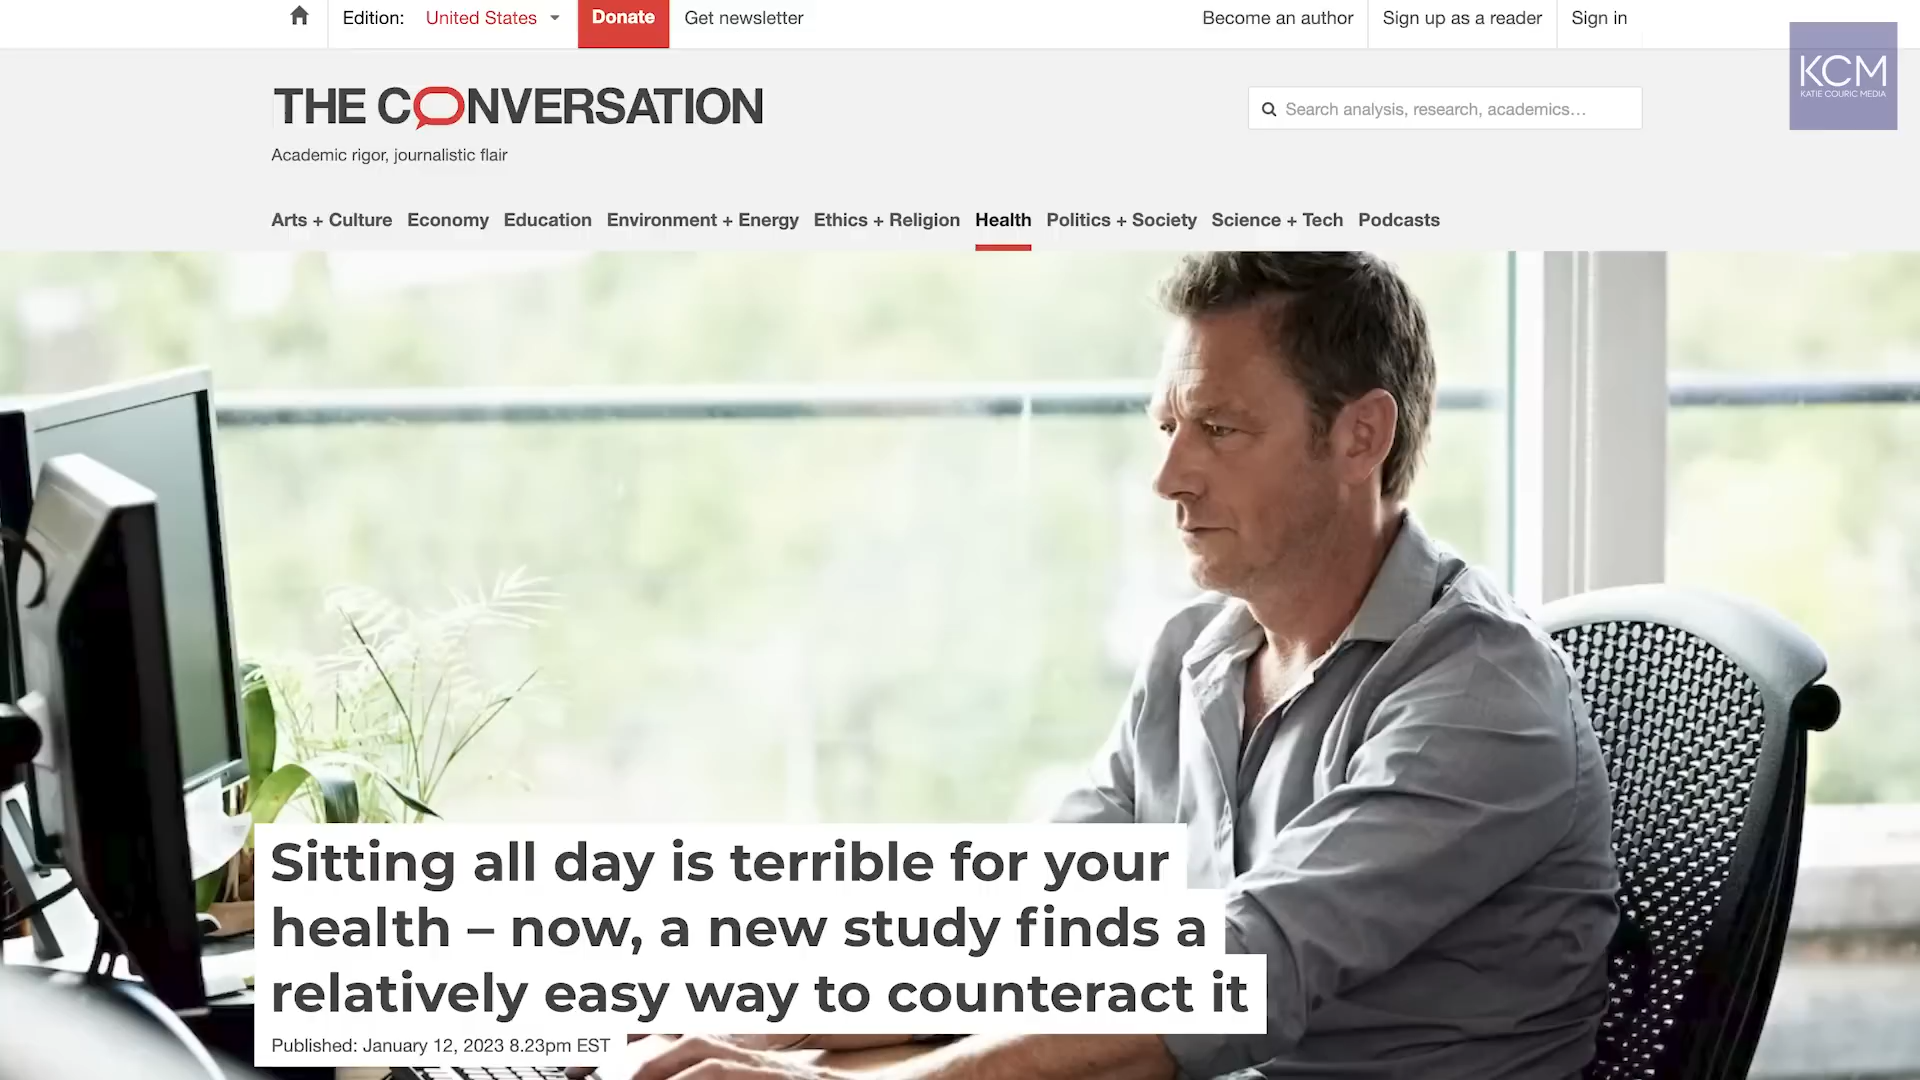 Edition: United States Donate Get newsletter Become an author Sign up as a reader Sign in
KCM
KATIE COURIC MEDIA
THE CONVERSATION
Search analysis, research, academics...
Academic rigor, journalistic flair
Arts + Culture Economy Education Environment + Energy Ethics + Religion Health Politics + Society Science + Tech Podcasts
Sitting all day is terrible for your
health – now, a new study finds a
relatively easy way to counteract it
Published: January 12, 2023 8.23pm EST